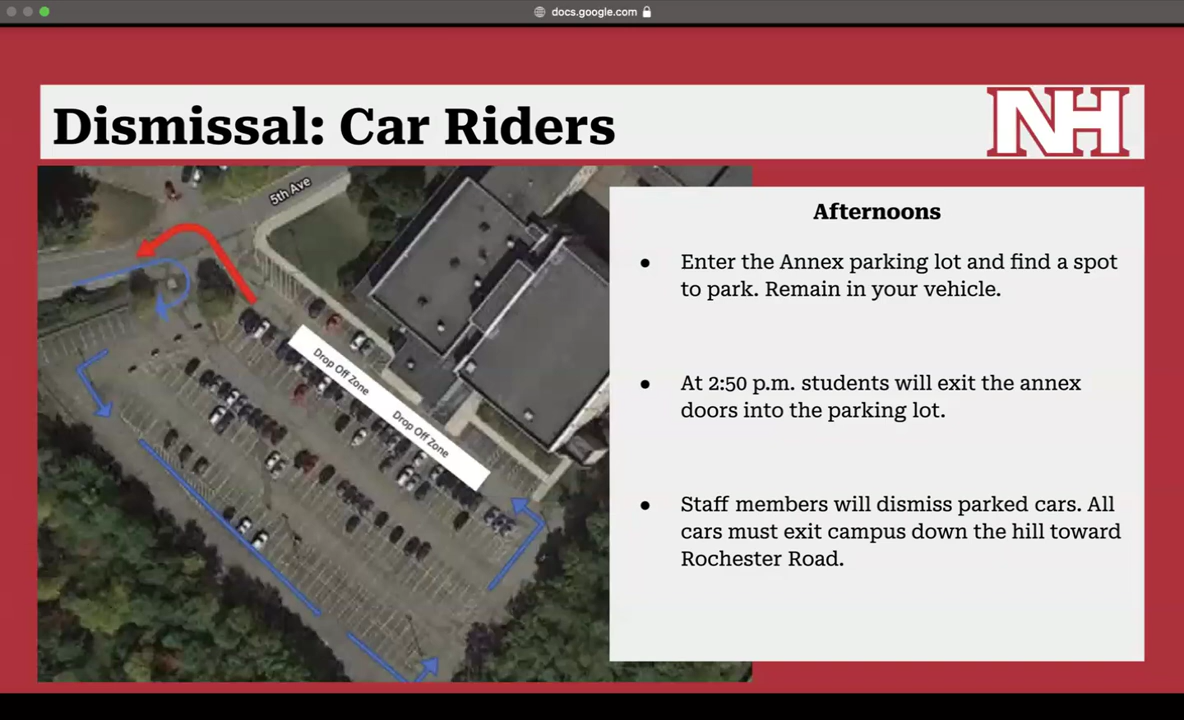 docs.google.com
Dismissal: Car Riders
NH
5th Ave
Drop Off Zone
Drop Off Zone
Afternoons
● Enter the Annex parking lot and find a spot
to park. Remain in your vehicle.
● At 2:50 p.m. students will exit the annex
doors into the parking lot.
● Staff members will dismiss parked cars. All
cars must exit campus down the hill toward
Rochester Road.